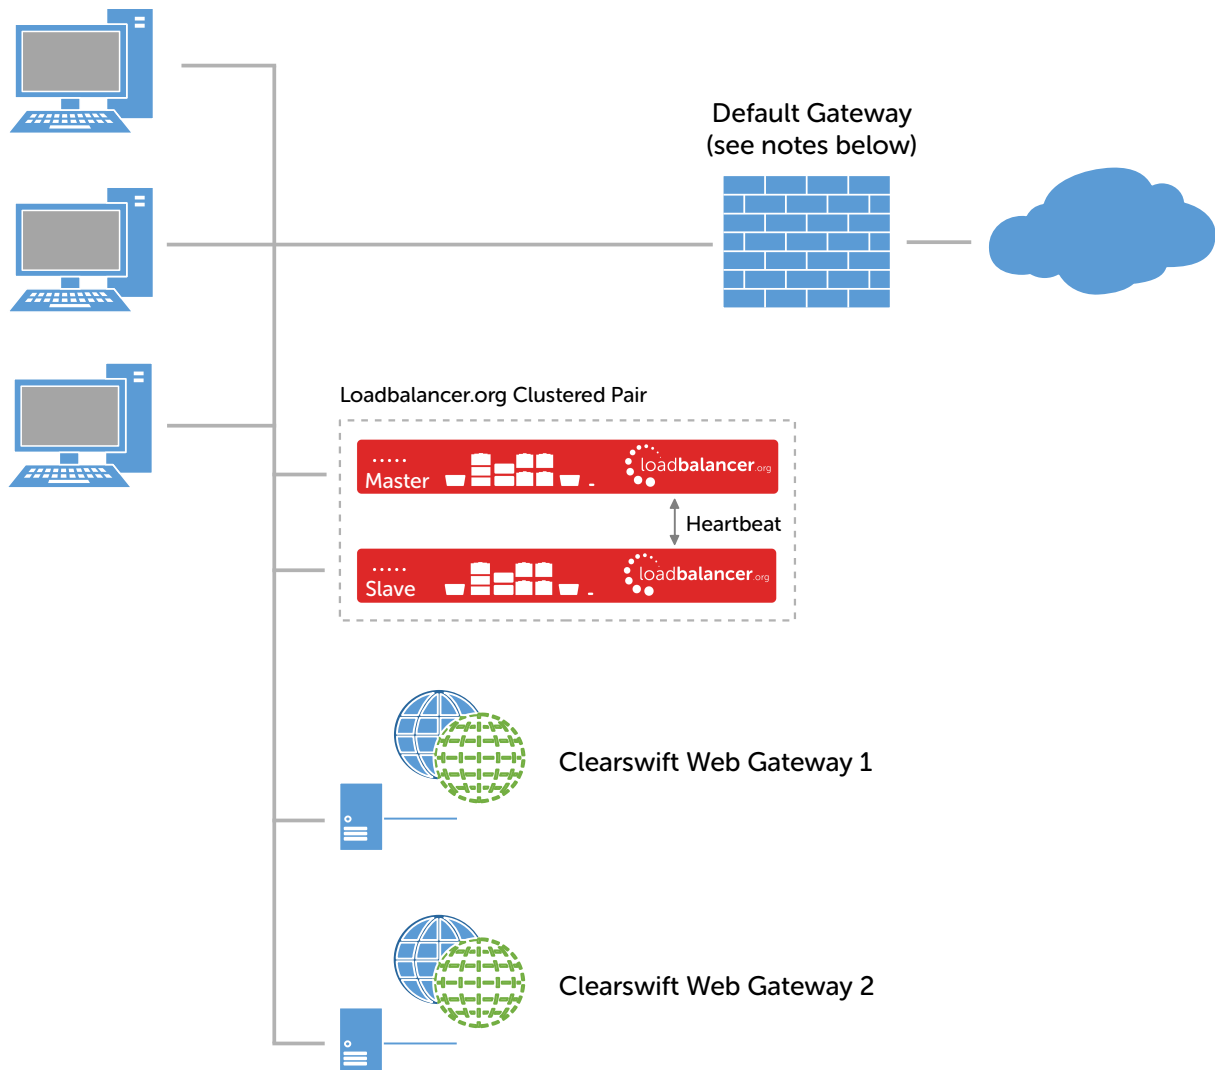 Default Gateway
(see notes below)
Loadbalancer.org Clustered Pair
Master
loadbalancer.org
Heartbeat
Slave
loadbalancer.org
Clearswift Web Gateway 1
Clearswift Web Gateway 2